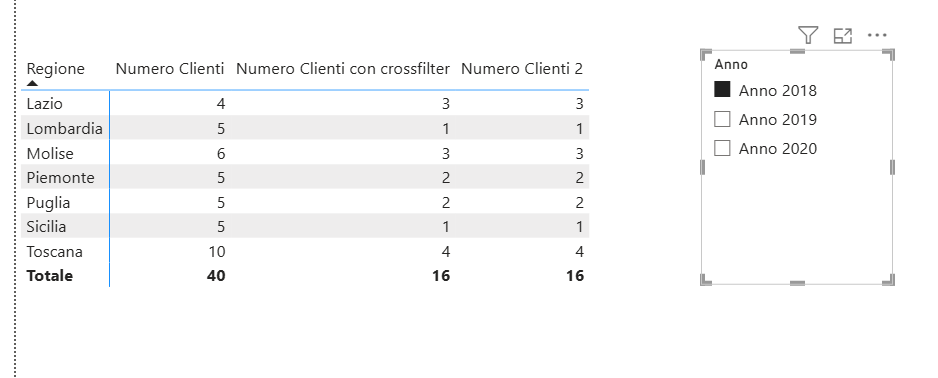 Regione Numero Clienti Numero Clienti con crossfilter Numero Clienti 2
Lazio 4 3 3
Lombardia 5 1 1
Molise 6 3 3
Piemonte 5 2 2
Puglia 5 2 2
Sicilia 5 1 1
Toscana 10 4 4
Totale 40 16 16
Anno
Anno 2018
Anno 2019
Anno 2020